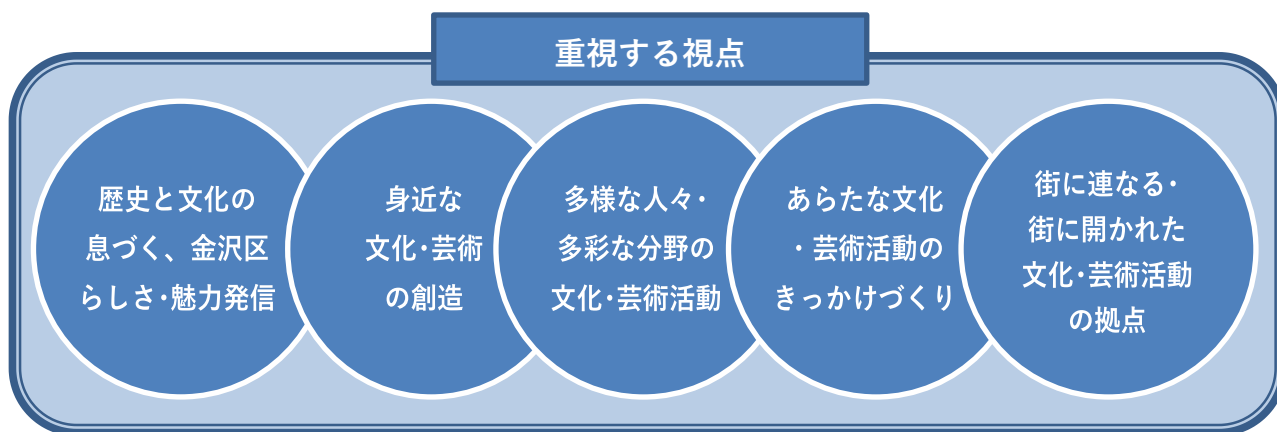 重視する視点
歴史と文化の
息づく、金沢区
らしさ･魅力発信
身近な
文化･芸術
の創造
多様な人々･
多彩な分野の
文化･芸術活動
あらたな文化
・芸術活動の
きっかけづくり
街に連なる･
街に開かれた
文化･芸術活動
の拠点